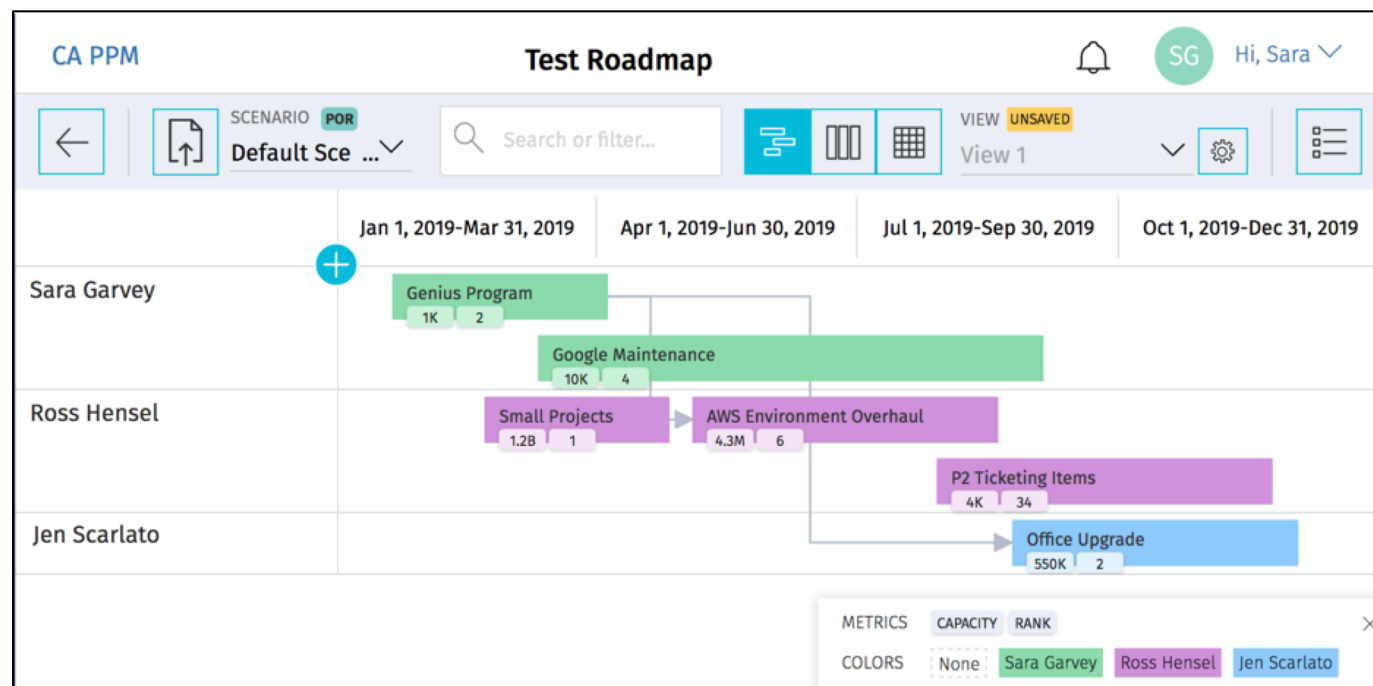 CA PPM
Test Roadmap
SG
Hi, Sara
SCENARIO POR
Default Sce ...
Search or filter...
VIEW UNSAVED
View 1
Jan 1, 2019-Mar 31, 2019
Apr 1, 2019-Jun 30, 2019
Jul 1, 2019-Sep 30, 2019
Oct 1, 2019-Dec 31, 2019
Sara Garvey
Genius Program
1K 2
Google Maintenance
10K 4
Ross Hensel
Small Projects
1.2B 1
AWS Environment Overhaul
4.3M 6
P2 Ticketing Items
4K 34
Jen Scarlato
Office Upgrade
550K 2
METRICS CAPACITY RANK
COLORS None Sara Garvey Ross Hensel Jen Scarlato